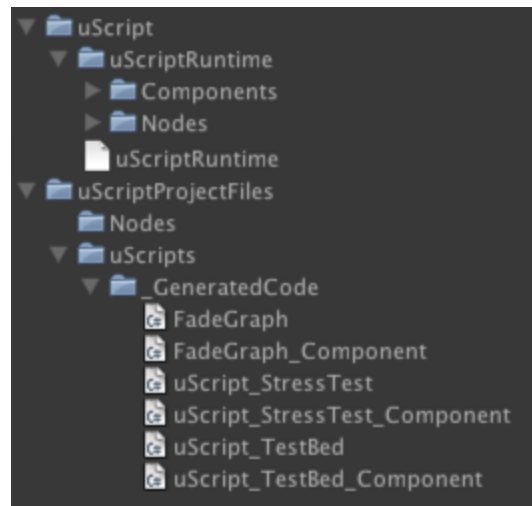 uScript
uScriptRuntime
Components
Nodes
uScriptRuntime
uScriptProjectFiles
Nodes
uScripts
_GeneratedCode
FadeGraph
FadeGraph_Component
uScript_StressTest
uScript_StressTest_Component
uScript_TestBed
uScript_TestBed_Component